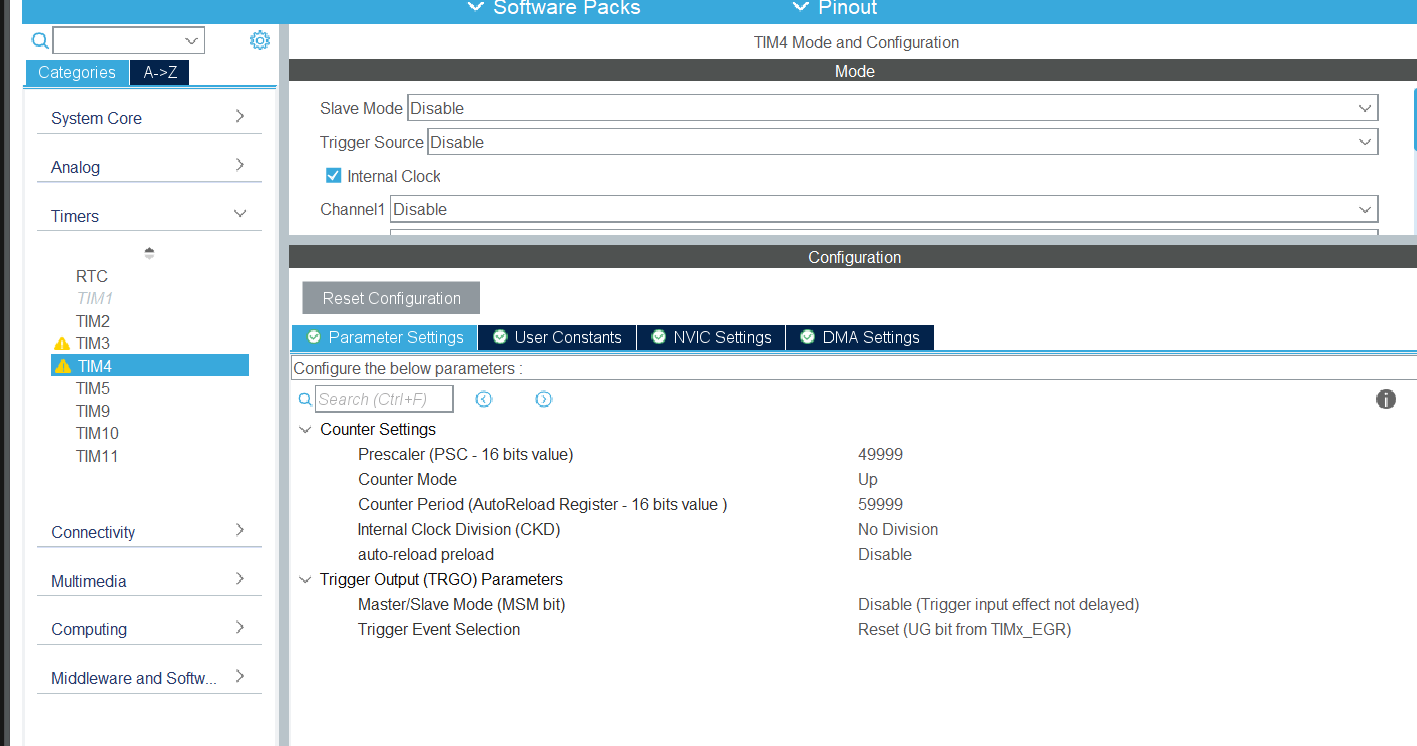 Software Packs
Pinout
TIM4 Mode and Configuration
Categories
A->Z
System Core
Analog
Timers
RTC
TIM1
TIM2
TIM3
TIM4
TIM5
TIM9
TIM10
TIM11
Connectivity
Multimedia
Computing
Middleware and Softw...
Mode
Slave Mode Disable
Trigger Source Disable
Internal Clock
Channel1 Disable
Configuration
Reset Configuration
Parameter Settings
User Constants
NVIC Settings
DMA Settings
Configure the below parameters :
Search (Ctrl+F)
Counter Settings
Prescaler (PSC - 16 bits value) 49999
Counter Mode Up
Counter Period (AutoReload Register - 16 bits value ) 59999
Internal Clock Division (CKD) No Division
auto-reload preload Disable
Trigger Output (TRGO) Parameters
Master/Slave Mode (MSM bit) Disable (Trigger input effect not delayed)
Trigger Event Selection Reset (UG bit from TIMx_EGR)